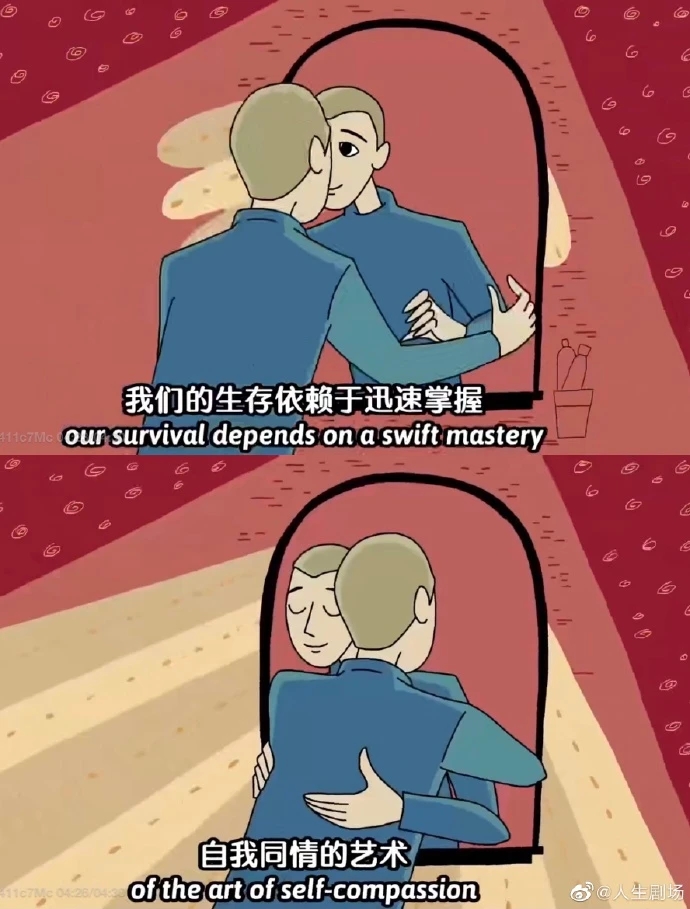 我们的生存依赖于迅速掌握
our survival depends on a swift mastery
自我同情的艺术
of the art of self-compassion
@人生剧场